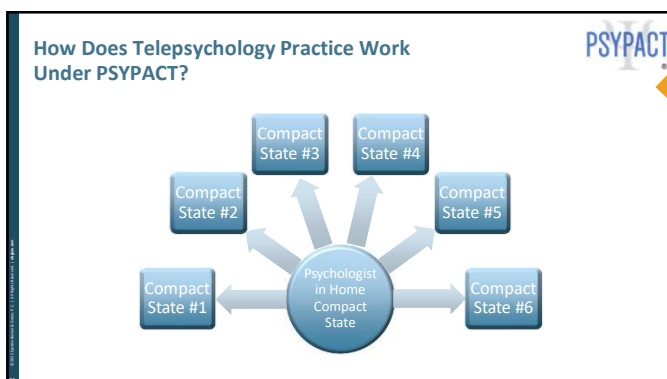 How Does Telepsychology Practice Work
Under PSYPACT?
PSYPACT
®
Compact
State #3
Compact
State #4
Compact
State #2
Compact
State #5
Compact
State #1
Psychologist
in Home
Compact
State
Compact
State #6